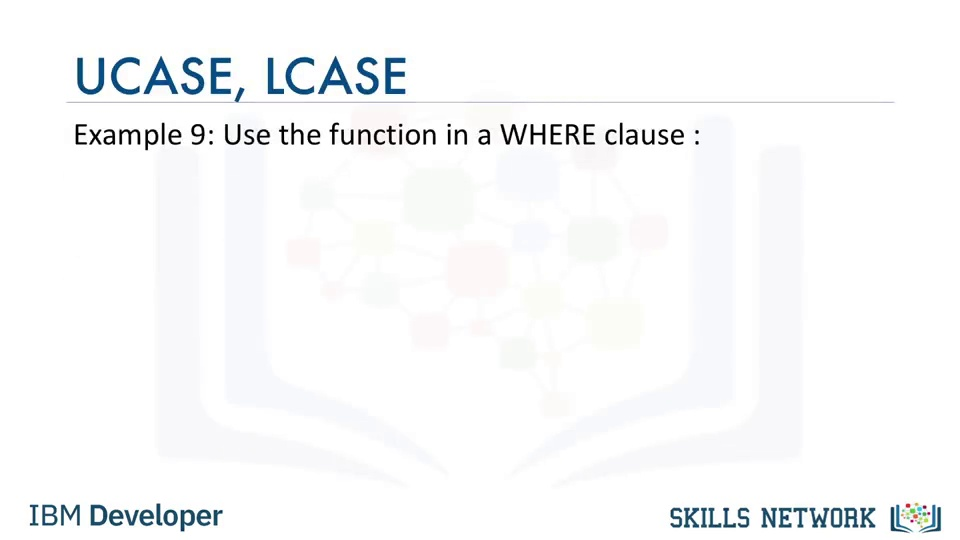 UCASE, LCASE
Example 9: Use the function in a WHERE clause :
IBM Developer
SKILLS NETWORK